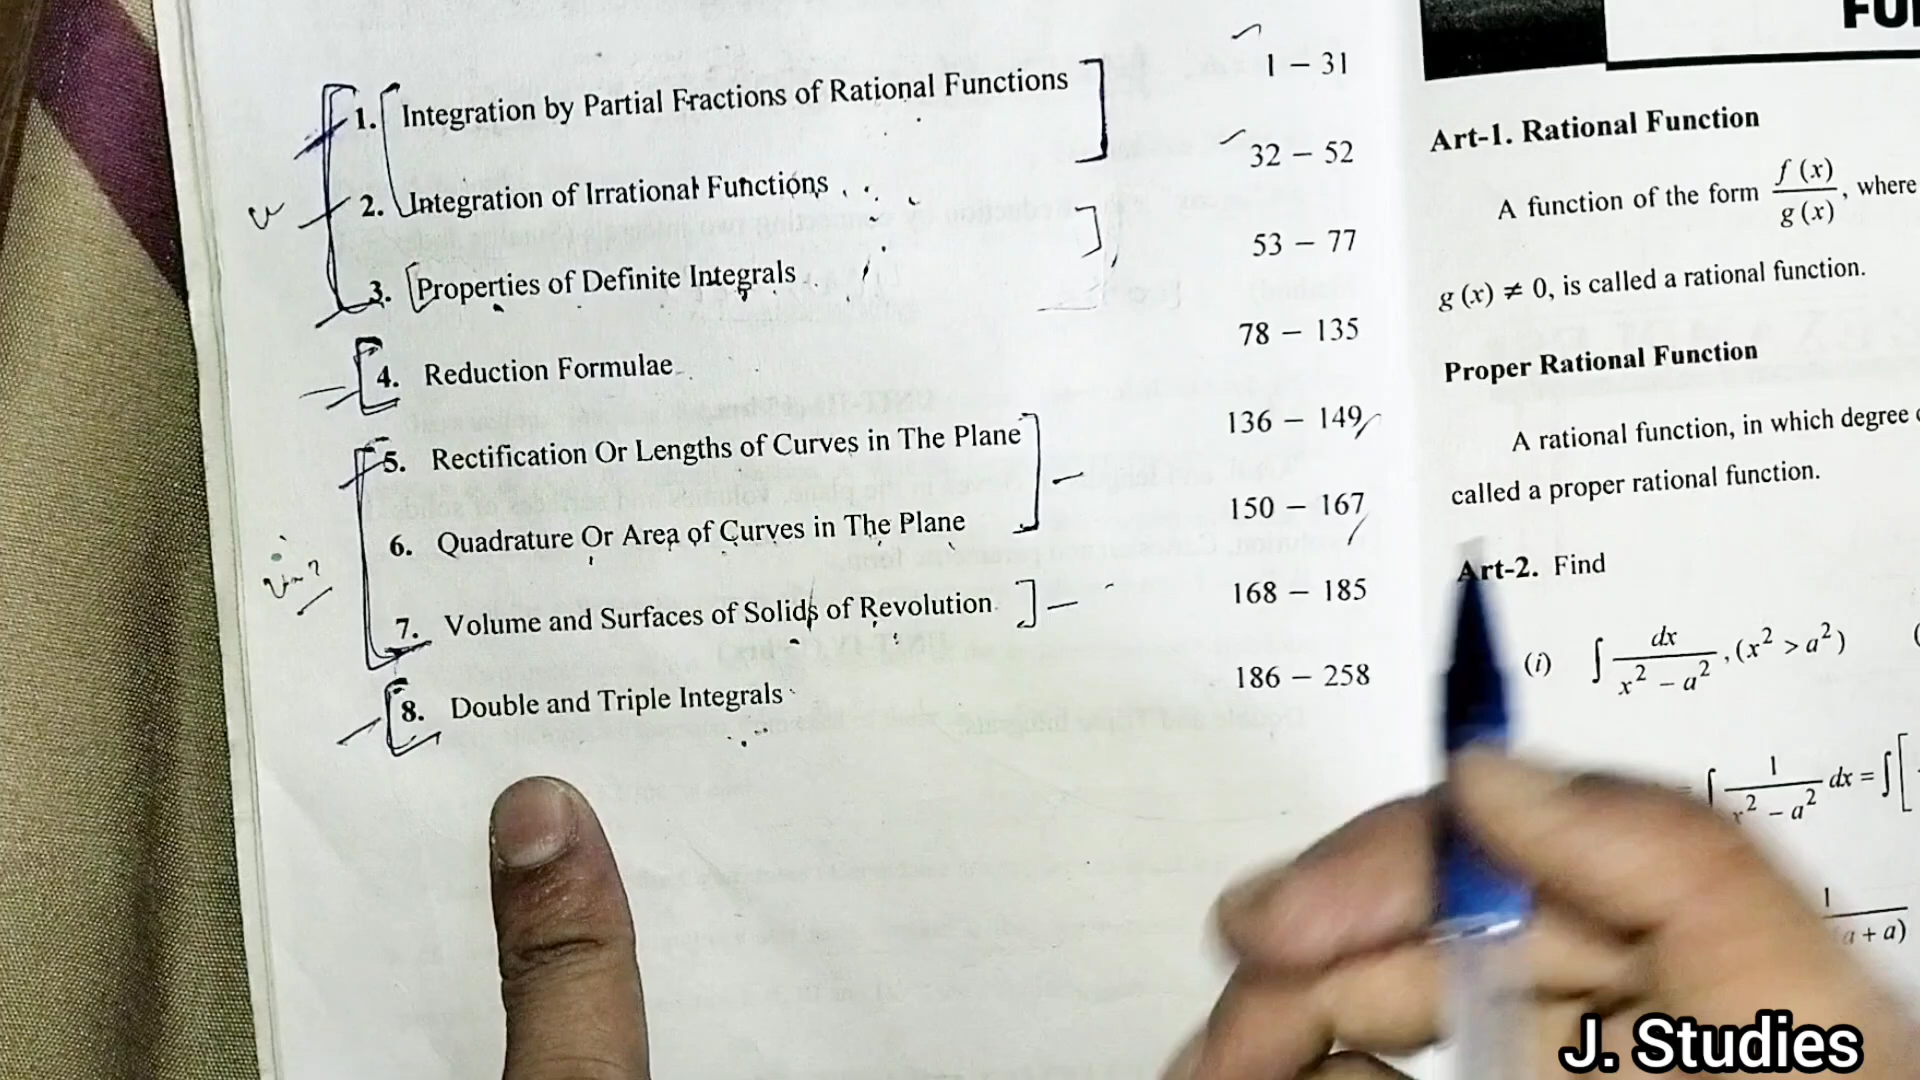 1. Integration by Partial Fractions of Rational Functions 1 – 31
2. Integration of Irrational Functions 32 – 52
3. Properties of Definite Integrals 53 – 77
4. Reduction Formulae 78 – 135
5. Rectification Or Lengths of Curves in The Plane 136 – 149
6. Quadrature Or Area of Curves in The Plane 150 – 167
7. Volume and Surfaces of Solids of Revolution 168 – 185
8. Double and Triple Integrals 186 – 258
FU
Art-1. Rational Function
A function of the form f (x) / g (x), where
g (x) ≠ 0, is called a rational function.
Proper Rational Function
A rational function, in which degree
called a proper rational function.
Art-2. Find
(i) ∫ dx / (x² – a²), (x² > a²)
∫ 1 / (x² – a²) dx = ∫ [
1
a + a)
J. Studies